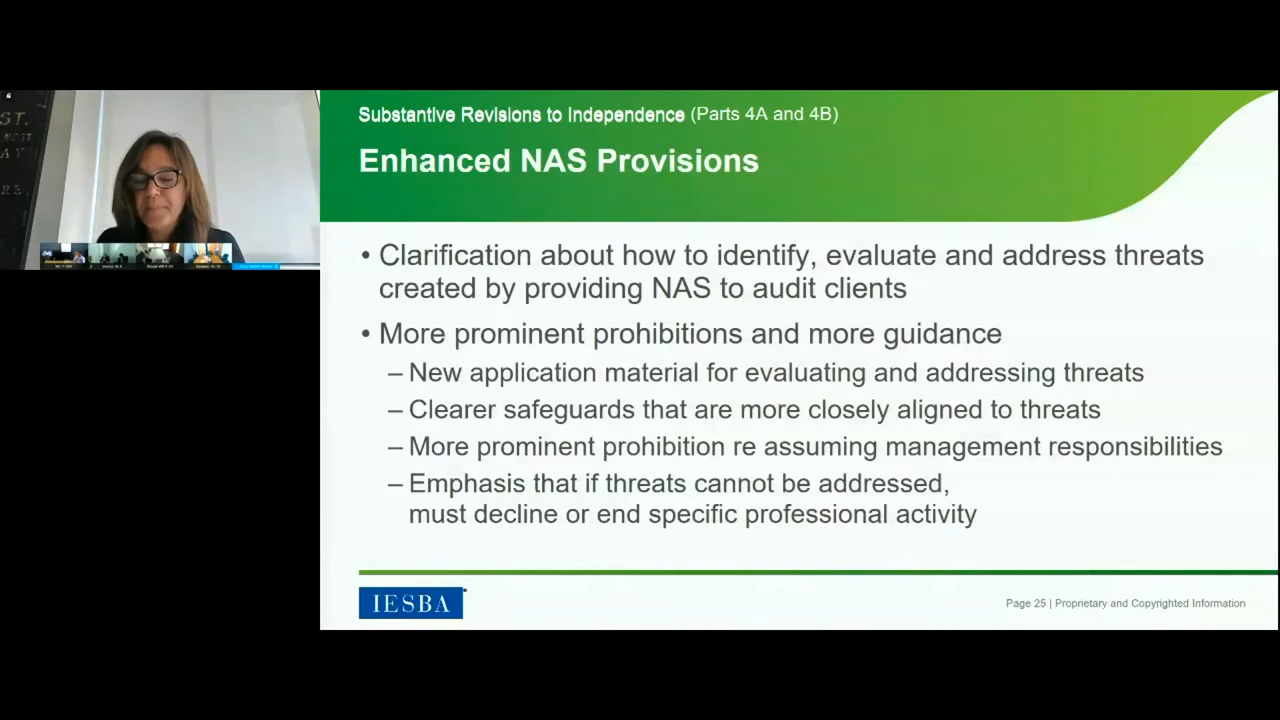 ST.
Substantive Revisions to Independence (Parts 4A and 4B)
Enhanced NAS Provisions
• Clarification about how to identify, evaluate and address threats
created by providing NAS to audit clients
• More prominent prohibitions and more guidance
– New application material for evaluating and addressing threats
– Clearer safeguards that are more closely aligned to threats
– More prominent prohibition re assuming management responsibilities
– Emphasis that if threats cannot be addressed,
must decline or end specific professional activity
IESBA
Page 25 | Proprietary and Copyrighted Information